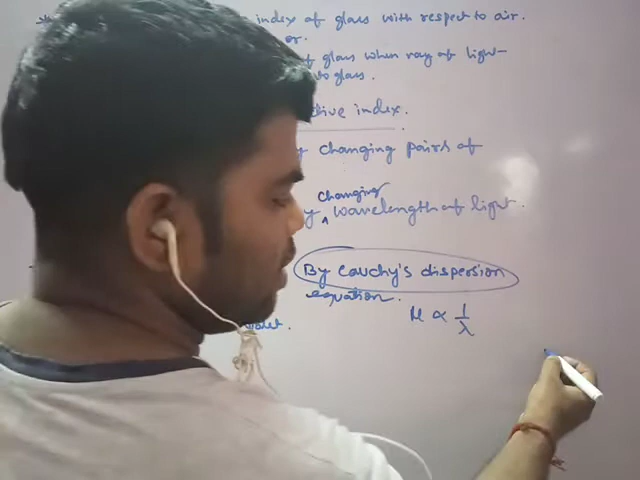 index of glass with respect to air.
or.
of glass when ray of light-
to glass.
tive index.
changing pairs of
changing
y ^ wavelength of light.
By Cauchy's dispersion
equation.
μ ∝ 1/λ